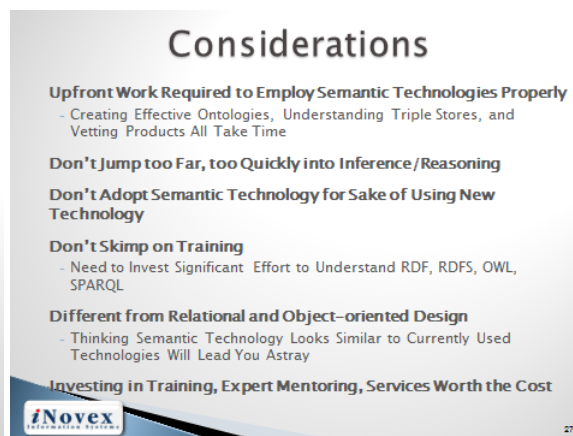 Considerations
Upfront Work Required to Employ Semantic Technologies Properly
- Creating Effective Ontologies, Understanding Triple Stores, and
Vetting Products All Take Time
Don't Jump too Far, too Quickly into Inference/Reasoning
Don't Adopt Semantic Technology for Sake of Using New
Technology
Don't Skimp on Training
- Need to Invest Significant Effort to Understand RDF, RDFS, OWL,
SPARQL
Different from Relational and Object-oriented Design
- Thinking Semantic Technology Looks Similar to Currently Used
Technologies Will Lead You Astray
Investing in Training, Expert Mentoring, Services Worth the Cost
iNovex
Information Systems
27